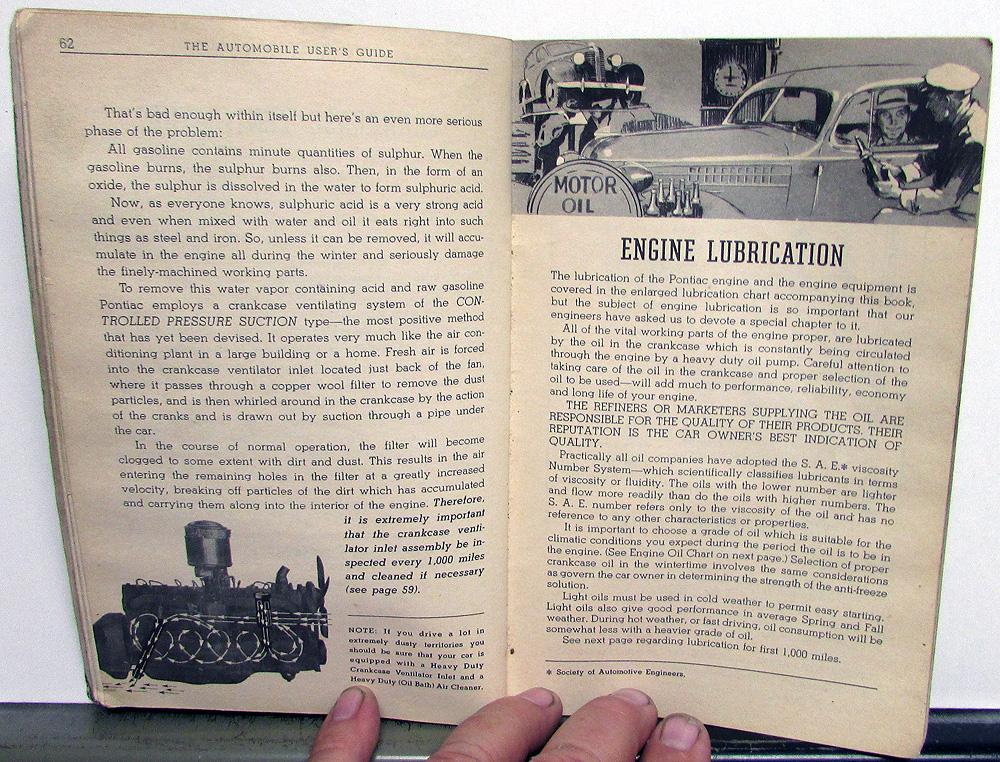 62
THE AUTOMOBILE USER'S GUIDE
That's bad enough within itself but here's an even more serious
phase of the problem:
All gasoline contains minute quantities of sulphur. When the
gasoline burns, the sulphur burns also. Then, in the form of an
oxide, the sulphur is dissolved in the water to form sulphuric acid.
Now, as everyone knows, sulphuric acid is a very strong acid
and even when mixed with water and oil it eats right into such
things as steel and iron. So, unless it can be removed, it will accu-
mulate in the engine all during the winter and seriously damage
the finely-machined working parts.
To remove this water vapor containing acid and raw gasoline
Pontiac employs a crankcase ventilating system of the CON-
TROLLED PRESSURE SUCTION type—the most positive method
that has yet been devised. It operates very much like the air con-
ditioning plant in a large building or a home. Fresh air is forced
into the crankcase ventilator inlet located just back of the fan,
where it passes through a copper wool filter to remove the dust
particles, and is then whirled around in the crankcase by the action
of the cranks and is drawn out by suction through a pipe under
the car.
In the course of normal operation, the filter will become
clogged to some extent with dirt and dust. This results in the air
entering the remaining holes in the filter at a greatly increased
velocity, breaking off particles of the dirt which has accumulated
and carrying them along into the interior of the engine. Therefore,
it is extremely important
that the crankcase venti-
lator inlet assembly be in-
spected every 1,000 miles
and cleaned if necessary
(see page 59).
NOTE: If you drive a lot in
extremely dusty territories you
should be sure that your car is
equipped with a Heavy Duty
Crankcase Ventilator Inlet and a
Heavy Duty (Oil Bath) Air Cleaner.
MOTOR
OIL
ENGINE LUBRICATION
The lubrication of the Pontiac engine and the engine equipment is
covered in the enlarged lubrication chart accompanying this book,
but the subject of engine lubrication is so important that our
engineers have asked us to devote a special chapter to it.
All of the vital working parts of the engine proper, are lubricated
by the oil in the crankcase which is constantly being circulated
through the engine by a heavy duty oil pump. Careful attention to
taking care of the oil in the crankcase and proper selection of the
oil to be used—will add much to performance, reliability, economy
and long life of your engine.
THE REFINERS OR MARKETERS SUPPLYING THE OIL ARE
RESPONSIBLE FOR THE QUALITY OF THEIR PRODUCTS. THEIR
REPUTATION IS THE CAR OWNER'S BEST INDICATION OF
QUALITY.
Practically all oil companies have adopted the S. A. E.* viscosity
Number System—which scientifically classifies lubricants in terms
of viscosity or fluidity. The oils with the lower number are lighter
and flow more readily than do the oils with higher numbers. The
S. A. E. number refers only to the viscosity of the oil and has no
reference to any other characteristics or properties.
It is important to choose a grade of oil which is suitable for the
climatic conditions you expect during the period the oil is to be in
the engine. (See Engine Oil Chart on next page.) Selection of proper
crankcase oil in the wintertime involves the same considerations
as govern the car owner in determining the strength of the anti-freeze
solution.
Light oils must be used in cold weather to permit easy starting.
Light oils also give good performance in average Spring and Fall
weather. During hot weather, or fast driving, oil consumption will be
somewhat less with a heavier grade of oil.
See next page regarding lubrication for first 1,000 miles.
* Society of Automotive Engineers.